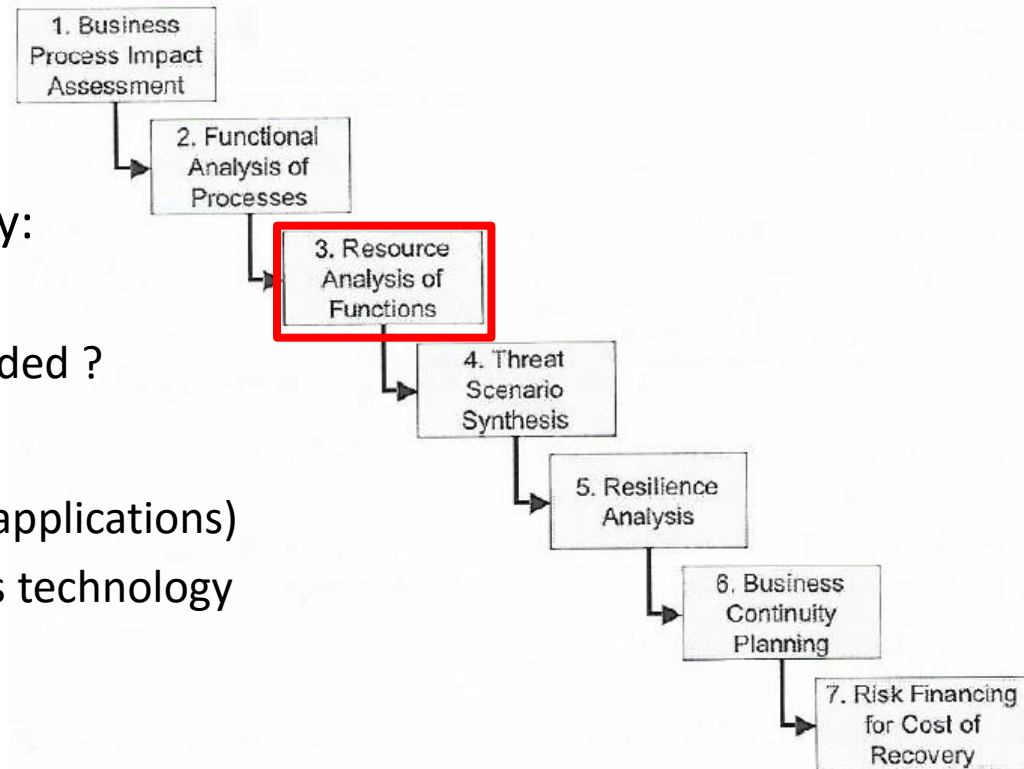 1. Business
Process Impact
Assessment
2. Functional
Analysis of
Processes
y:
3. Resource
Analysis of
Functions
ded ?
4. Threat
Scenario
Synthesis
applications)
5. Resilience
Analysis
s technology
6. Business
Continuity
Planning
7. Risk Financing
for Cost of
Recovery